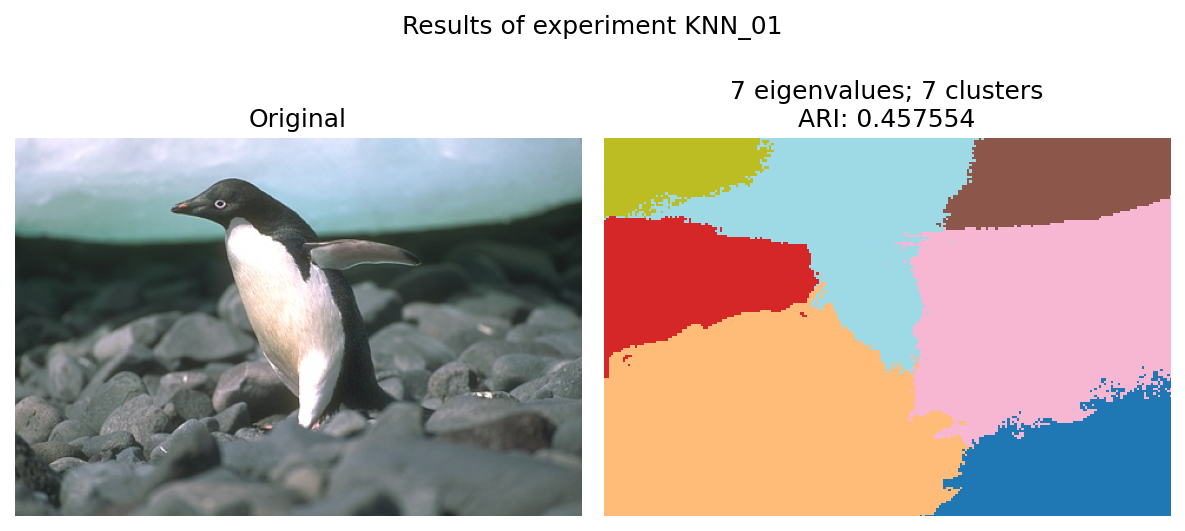 Results of experiment KNN_01
Original
7 eigenvalues; 7 clusters
ARI: 0.457554